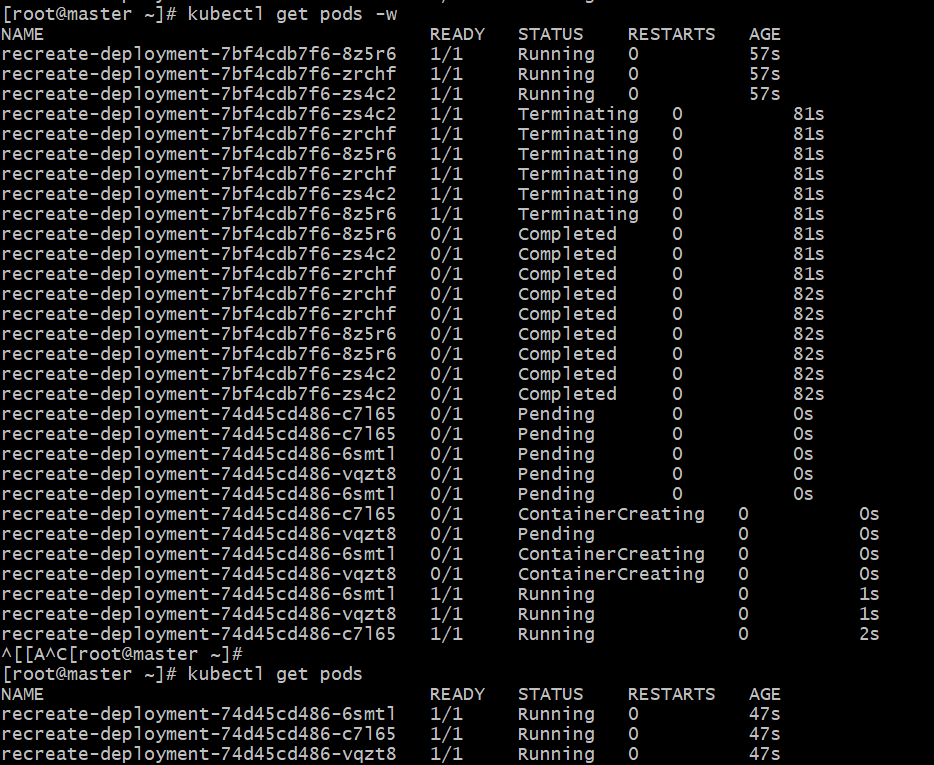 [root@master ~]# kubectl get pods -w
NAME READY STATUS RESTARTS AGE
recreate-deployment-7bf4cdb7f6-8z5r6 1/1 Running 0 57s
recreate-deployment-7bf4cdb7f6-zrchf 1/1 Running 0 57s
recreate-deployment-7bf4cdb7f6-zs4c2 1/1 Running 0 57s
recreate-deployment-7bf4cdb7f6-zs4c2 1/1 Terminating 0 81s
recreate-deployment-7bf4cdb7f6-zrchf 1/1 Terminating 0 81s
recreate-deployment-7bf4cdb7f6-8z5r6 1/1 Terminating 0 81s
recreate-deployment-7bf4cdb7f6-zrchf 1/1 Terminating 0 81s
recreate-deployment-7bf4cdb7f6-zs4c2 1/1 Terminating 0 81s
recreate-deployment-7bf4cdb7f6-8z5r6 1/1 Terminating 0 81s
recreate-deployment-7bf4cdb7f6-8z5r6 0/1 Completed 0 81s
recreate-deployment-7bf4cdb7f6-zs4c2 0/1 Completed 0 81s
recreate-deployment-7bf4cdb7f6-zrchf 0/1 Completed 0 81s
recreate-deployment-7bf4cdb7f6-zrchf 0/1 Completed 0 82s
recreate-deployment-7bf4cdb7f6-zrchf 0/1 Completed 0 82s
recreate-deployment-7bf4cdb7f6-8z5r6 0/1 Completed 0 82s
recreate-deployment-7bf4cdb7f6-8z5r6 0/1 Completed 0 82s
recreate-deployment-7bf4cdb7f6-zs4c2 0/1 Completed 0 82s
recreate-deployment-7bf4cdb7f6-zs4c2 0/1 Completed 0 82s
recreate-deployment-74d45cd486-c7l65 0/1 Pending 0 0s
recreate-deployment-74d45cd486-c7l65 0/1 Pending 0 0s
recreate-deployment-74d45cd486-6smtl 0/1 Pending 0 0s
recreate-deployment-74d45cd486-vqzt8 0/1 Pending 0 0s
recreate-deployment-74d45cd486-6smtl 0/1 Pending 0 0s
recreate-deployment-74d45cd486-c7l65 0/1 ContainerCreating 0 0s
recreate-deployment-74d45cd486-vqzt8 0/1 Pending 0 0s
recreate-deployment-74d45cd486-6smtl 0/1 ContainerCreating 0 0s
recreate-deployment-74d45cd486-vqzt8 0/1 ContainerCreating 0 0s
recreate-deployment-74d45cd486-6smtl 1/1 Running 0 1s
recreate-deployment-74d45cd486-vqzt8 1/1 Running 0 1s
recreate-deployment-74d45cd486-c7l65 1/1 Running 0 2s
^[[A^C[root@master ~]#
[root@master ~]# kubectl get pods
NAME READY STATUS RESTARTS AGE
recreate-deployment-74d45cd486-6smtl 1/1 Running 0 47s
recreate-deployment-74d45cd486-c7l65 1/1 Running 0 47s
recreate-deployment-74d45cd486-vqzt8 1/1 Running 0 47s